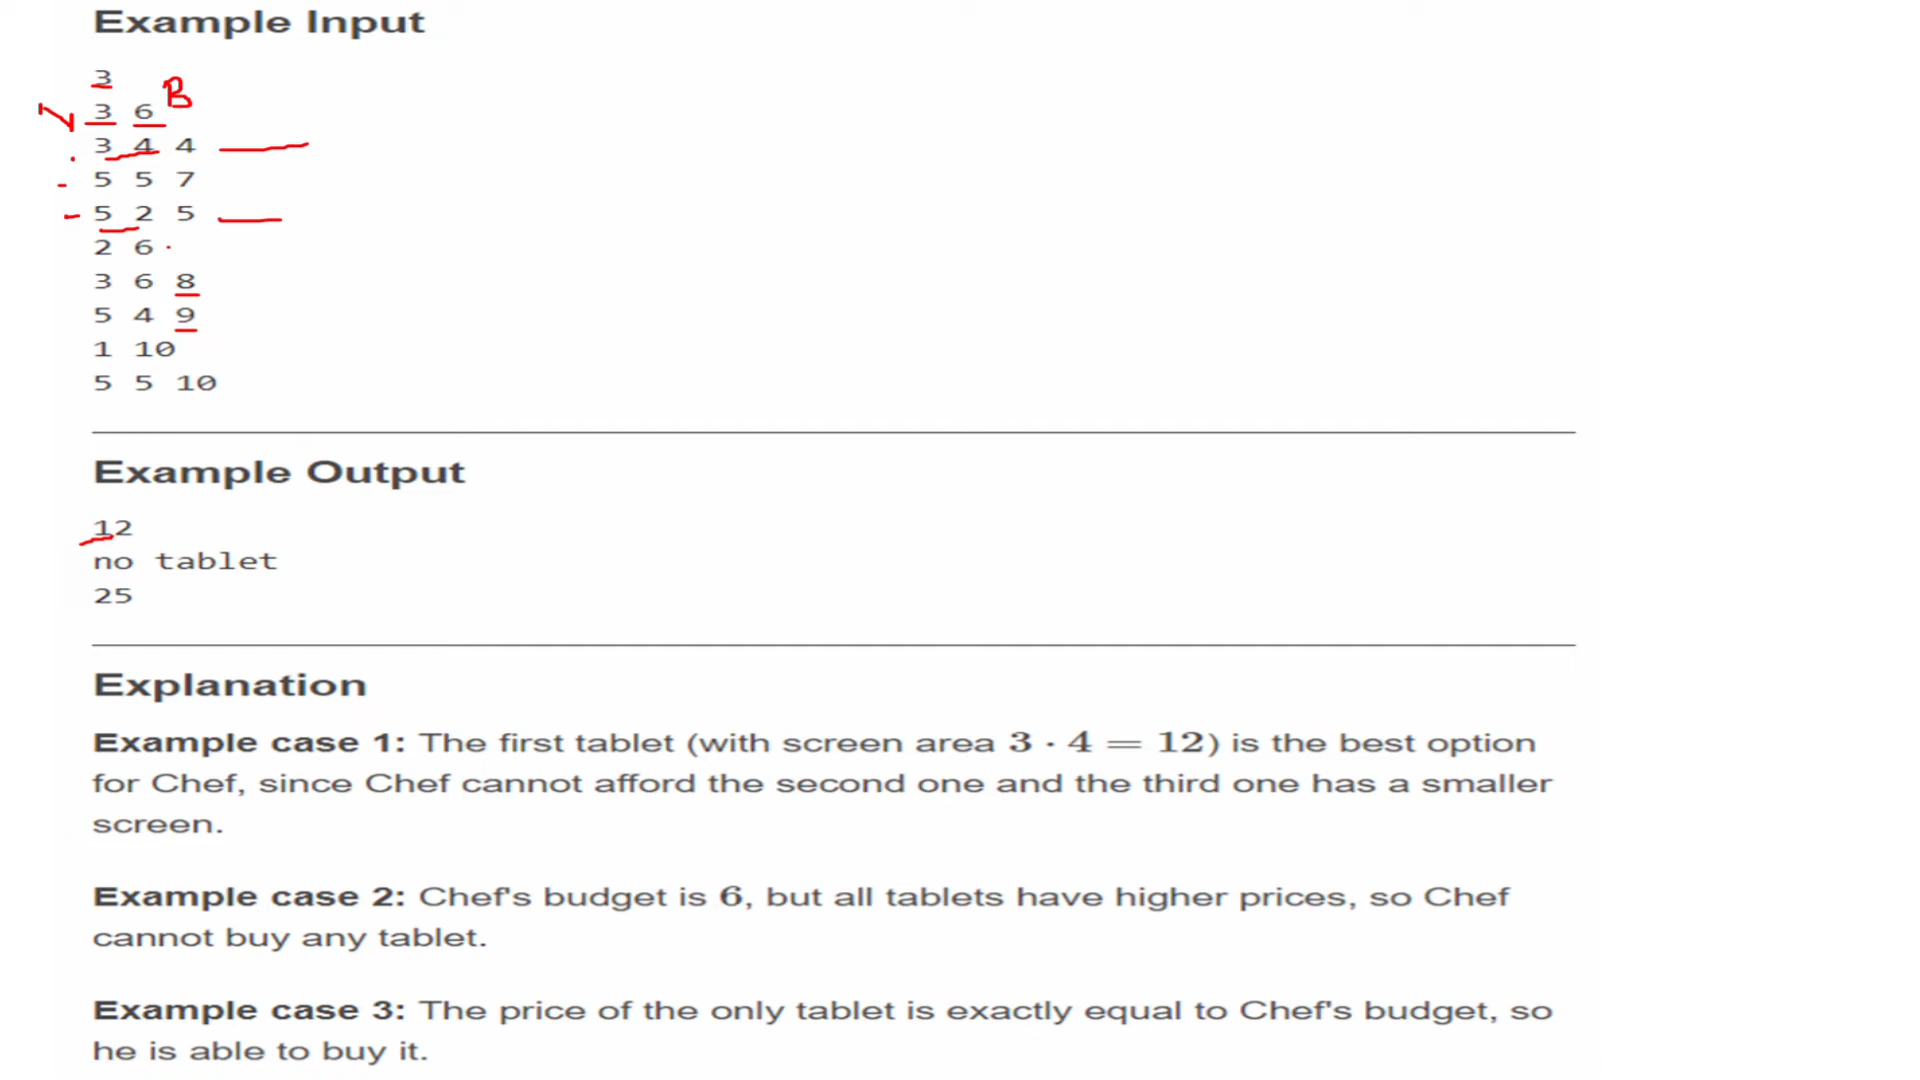 Example Input
3
3 6 B
3 4 4
5 5 7
5 2 5
2 6
3 6 8
5 4 9
1 10
5 5 10
Example Output
12
no tablet
25
Explanation
Example case 1: The first tablet (with screen area 3 · 4 = 12) is the best option
for Chef, since Chef cannot afford the second one and the third one has a smaller
screen.
Example case 2: Chef's budget is 6, but all tablets have higher prices, so Chef
cannot buy any tablet.
Example case 3: The price of the only tablet is exactly equal to Chef's budget, so
he is able to buy it.